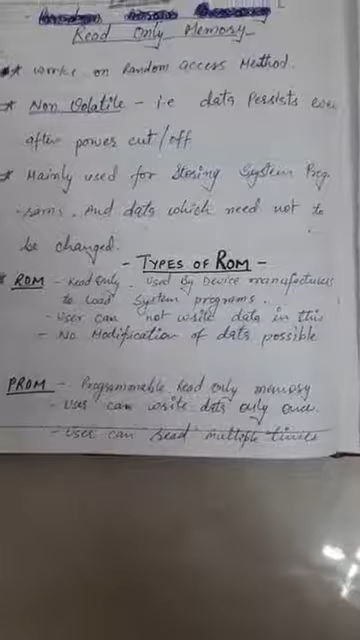 Read Only Memory
* Works on Random access Method.
* Non Volatile - i.e data Persists even
after power cut/off
* Mainly used for Storing System Prog
-rams. And data which need not to
be changed.
- TYPES OF ROM -
* ROM - Read Only. Used By Device manufactures
to Load System programs.
- User can not write data in this
- No Modification of data possible
PROM - Programmable Read Only memory
- User can write data only once.
- User can read multiple times